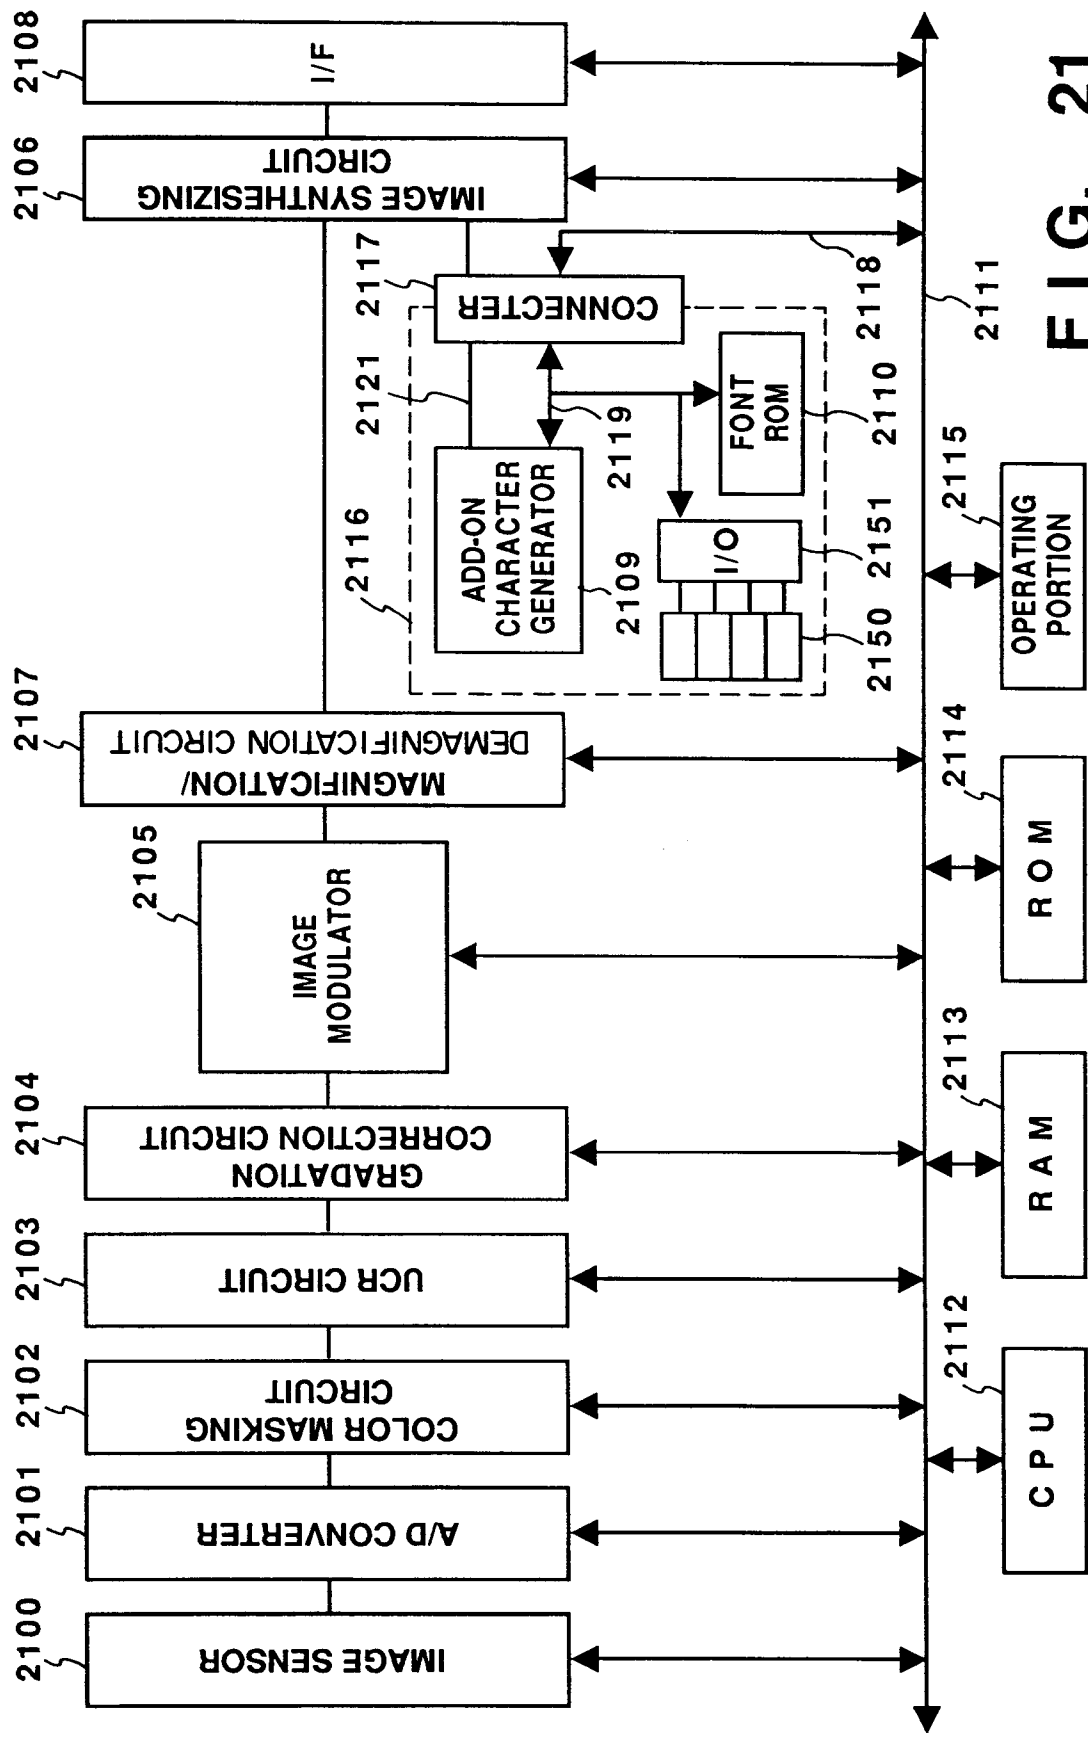 2100
2101
2102
2103
2104
2105
2107
2106
2108
IMAGE SENSOR
A/D CONVERTER
COLOR MASKING
CIRCUIT
UCR CIRCUIT
GRADATION
CORRECTION CIRCUIT
IMAGE
MODULATOR
MAGNIFICATION/
DEMAGNIFICATION CIRCUIT
IMAGE SYNTHESIZING
CIRCUIT
I/F
2116
2121
2117
ADD-ON
CHARACTER
GENERATOR
CONNECTER
2109
2119
I/O
FONT
ROM
2150
2151
2110
2118
2111
2112
2113
2114
2115
CPU
RAM
ROM
OPERATING
PORTION
FIG. 21